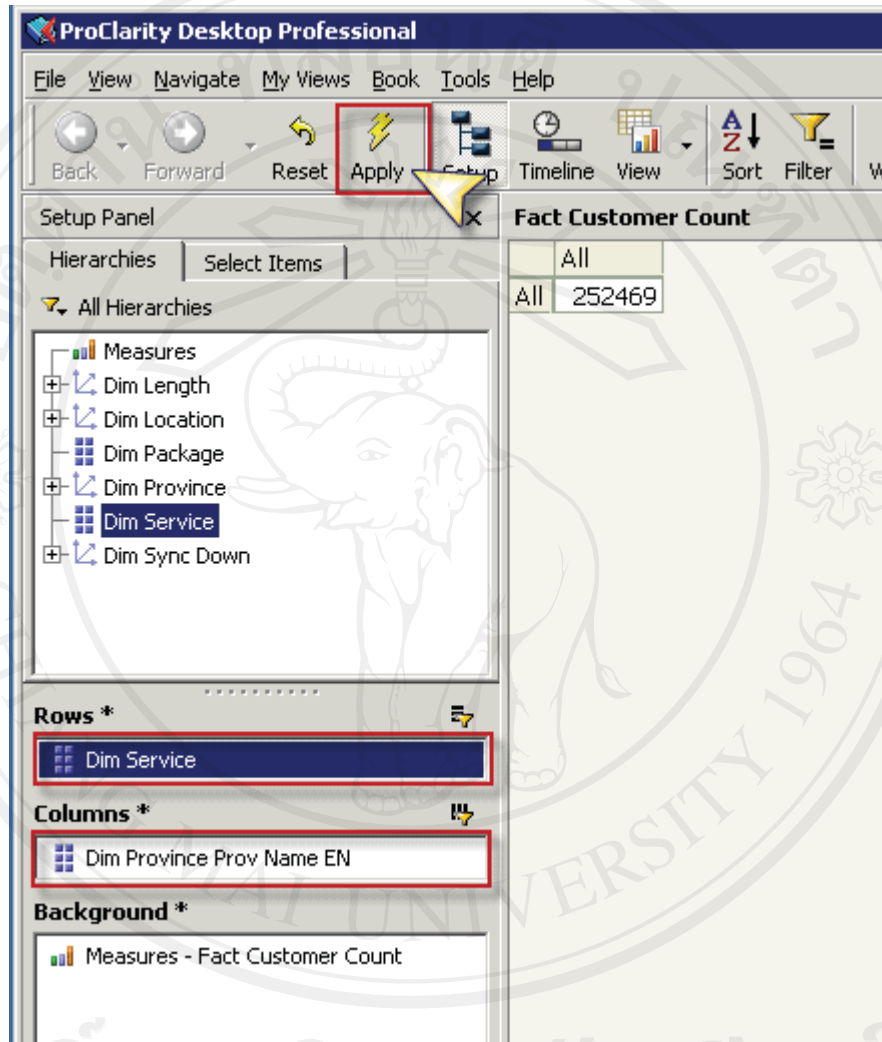 ProClarity Desktop Professional
File View Navigate My Views Book Tools Help
Back Forward Reset Apply Setup Timeline View Sort Filter
Setup Panel x Fact Customer Count
Hierarchies Select Items
All
All 252469
All Hierarchies
Measures
Dim Length
Dim Location
Dim Package
Dim Province
Dim Service
Dim Sync Down
Rows *
Dim Service
Columns *
Dim Province Prov Name EN
Background *
Measures - Fact Customer Count
MAI UNIVERSITY 1964